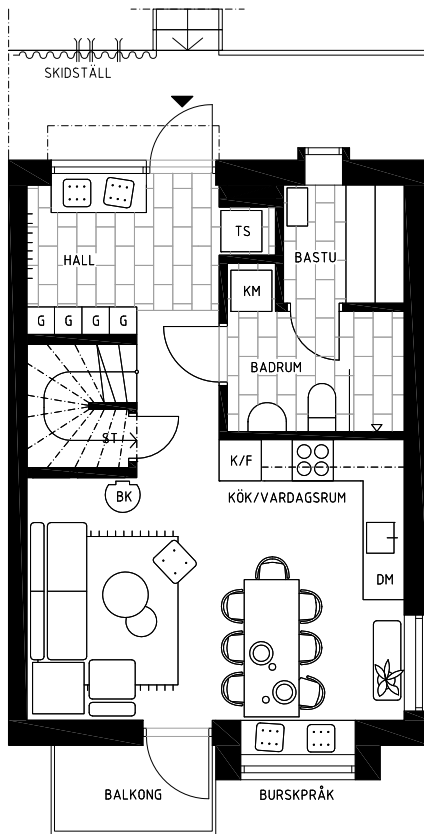 SKIDSTÄLL
TS
HALL
BASTU
KM
G G G G
BADRUM
ST
K/F
BK
KÖK/VARDAGSRUM
DM
BALKONG
BURSKPRÅK